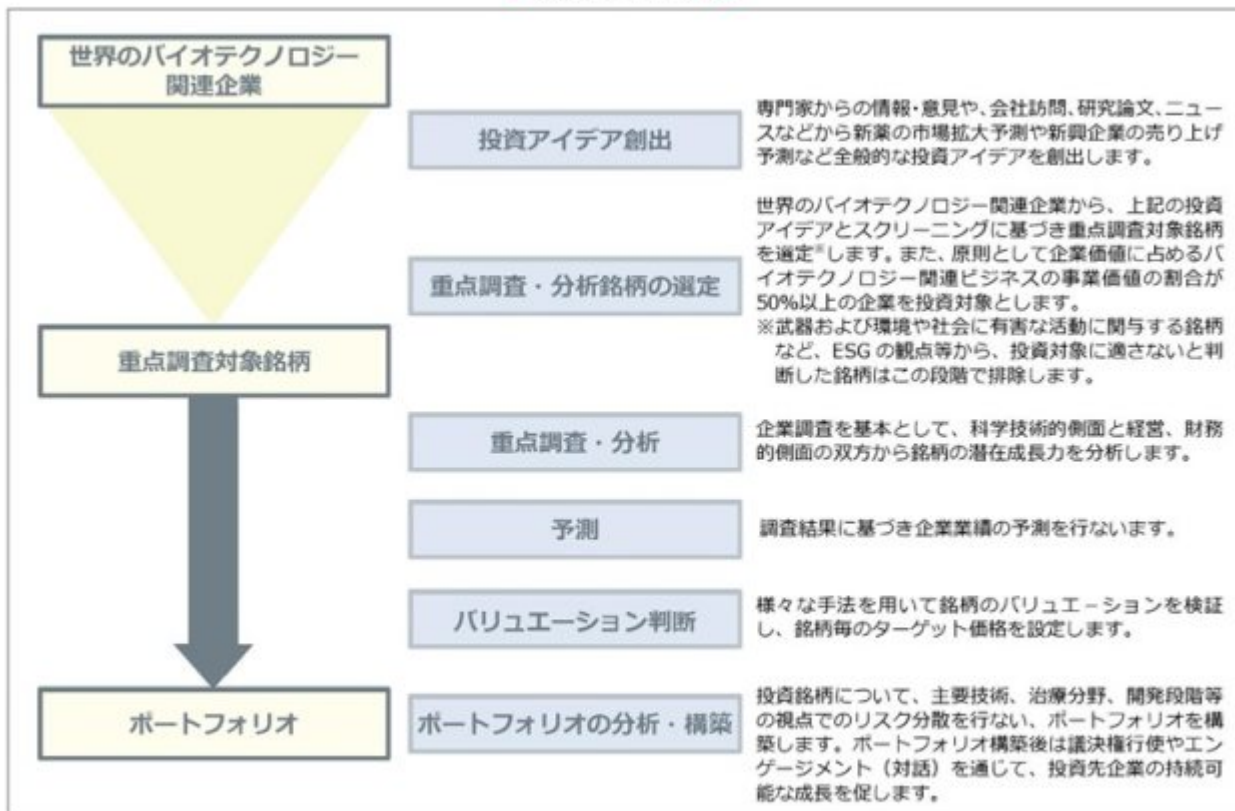 世界のバイオテクノロジー
関連企業
投資アイデア創出
専門家からの情報・意見や、会社訪問、研究論文、ニュー
スなどから新薬の市場拡大予測や新興企業の売り上げ
予測など全般的な投資アイデアを創出します。
重点調査・分析銘柄の選定
世界のバイオテクノロジー関連企業から、上記の投資
アイデアとスクリーニングに基づき重点調査対象銘柄
を選定※します。また、原則として企業価値に占めるバ
イオテクノロジー関連ビジネスの事業価値の割合が
50%以上の企業を投資対象とします。
※武器および環境や社会に有害な活動に関与する銘柄
など、ESG の観点等から、投資対象に適さないと判
断した銘柄はこの段階で排除します。
重点調査対象銘柄
重点調査・分析
企業調査を基本として、科学技術的側面と経営、財務
的側面の双方から銘柄の潜在成長力を分析します。
予測
調査結果に基づき企業業績の予測を行ないます。
バリュエーション判断
様々な手法を用いて銘柄のバリュエーションを検証
し、銘柄毎のターゲット価格を設定します。
ポートフォリオ
ポートフォリオの分析・構築
投資銘柄について、主要技術、治療分野、開発段階等
の視点でのリスク分散を行ない、ポートフォリオを構
築します。ポートフォリオ構築後は議決権行使やエン
ゲージメント（対話）を通じて、投資先企業の持続可
能な成長を促します。